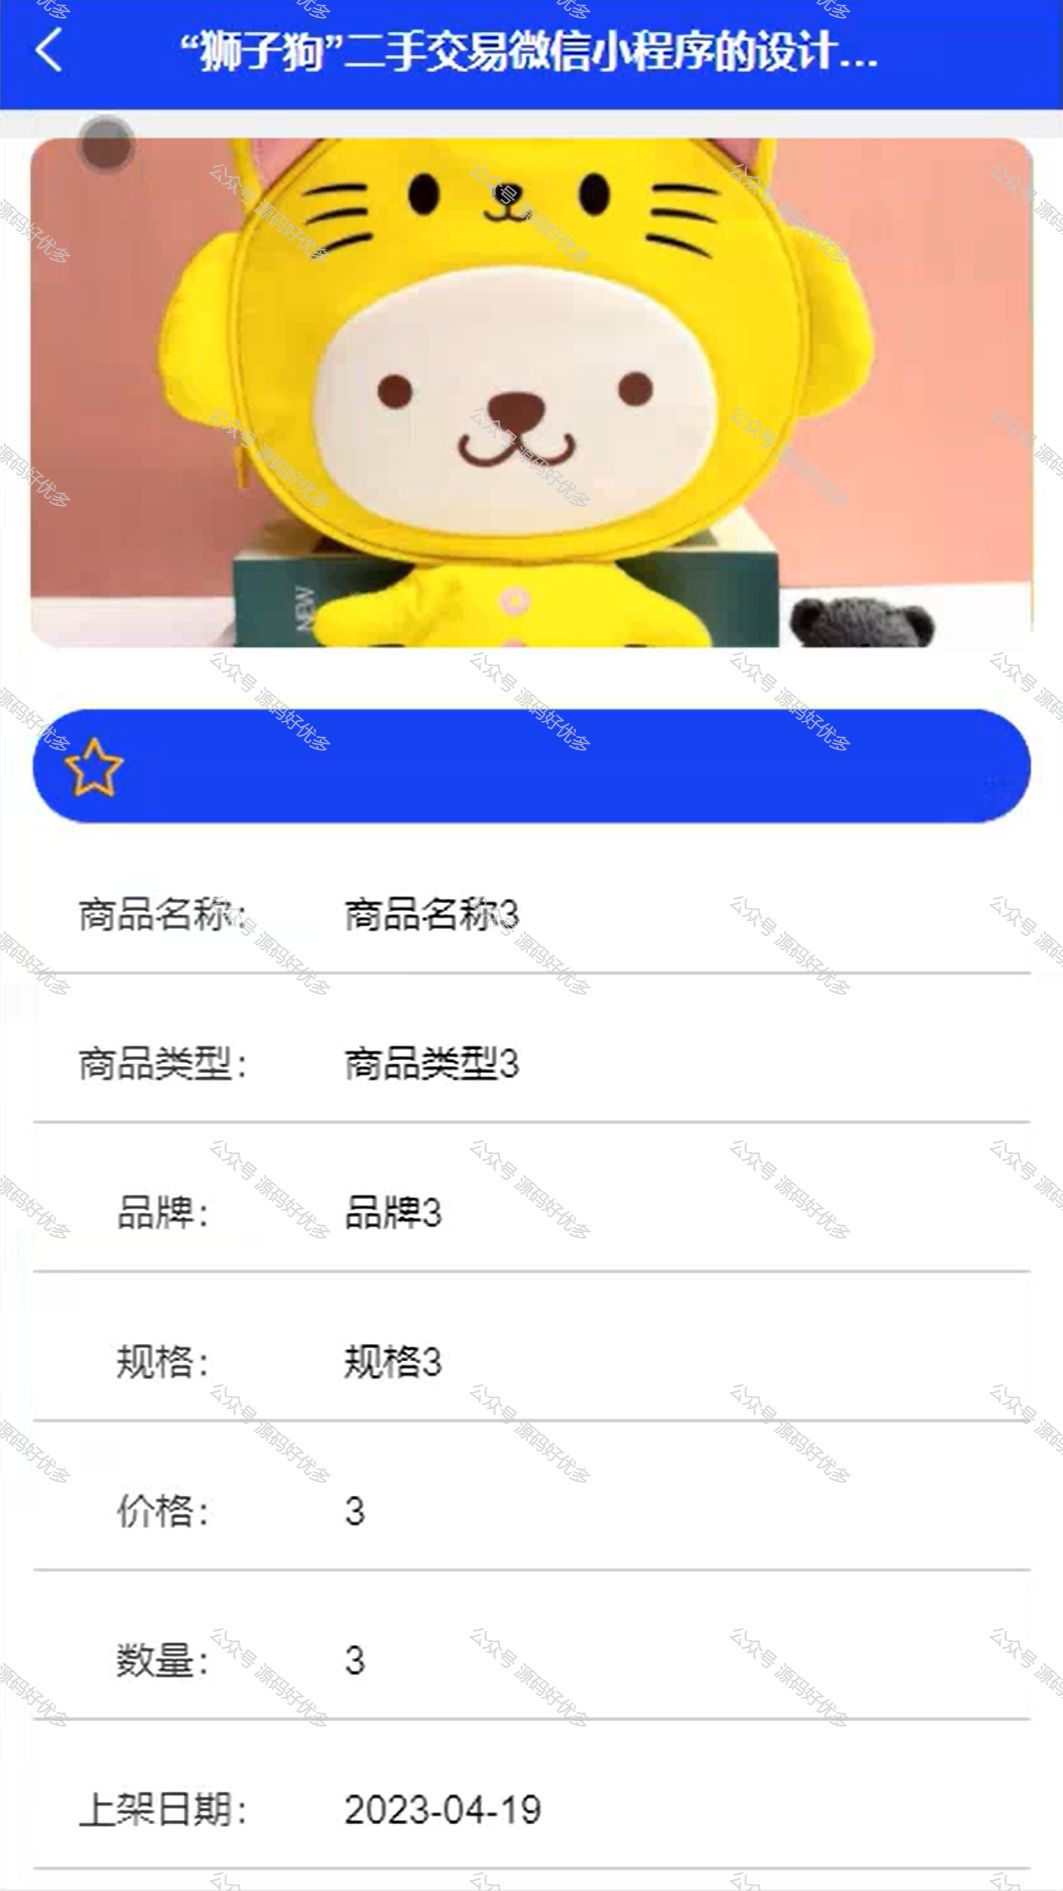 “狮子狗”二手交易微信小程序的设计...
NEW
商品名称: 商品名称3
商品类型: 商品类型3
品牌: 品牌3
规格: 规格3
价格: 3
数量: 3
上架日期: 2023-04-19
公众号 源码好优多